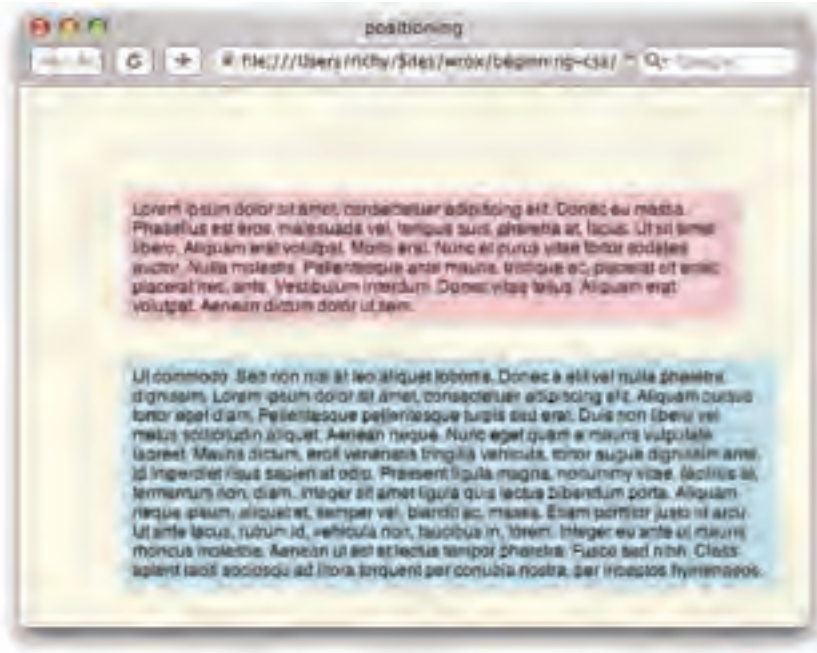 positioning
file:///Users/richy/Sites/wrox/beginning-css/
Lorem ipsum dolor sit amet, consectetuer adipiscing elit. Donec eu massa.
Phasellus est eros, malesuada vel, tempus quis, pharetra at, lacus. Ut sit amet
libero. Aliquam erat volutpat. Morbi erat. Nunc et purus vitae tortor sodales
auctor. Nulla molestie. Pellentesque ante mauris, tristique ac, placerat sit amet,
placerat nec, ante. Vestibulum interdum. Donec vitae tellus. Aliquam erat
volutpat. Aenean dictum dolor ut sem.
Ut commodo. Sed non nisi at leo aliquet lobortis. Donec a elit vel nulla pharetra
dignissim. Lorem ipsum dolor sit amet, consectetuer adipiscing elit. Aliquam cursus
tortor eget diam. Pellentesque pellentesque turpis sed erat. Duis non libero vel
metus sollicitudin aliquet. Aenean neque. Nunc eget quam a mauris vulputate
laoreet. Mauris dictum, eros venenatis fringilla vehicula, tortor augue dignissim ante,
id imperdiet risus sapien at odio. Praesent ligula magna, nonummy vitae, facilisis at,
fermentum non, diam. Integer sit amet ligula quis lectus bibendum porta. Aliquam
neque ipsum, aliquet et, semper vel, blandit ac, massa. Etiam porttitor justo id arcu.
Ut ante lacus, rutrum id, vehicula non, faucibus in, lorem. Integer eu ante ut mauris
rhoncus molestie. Aenean ut est et lectus tempor pharetra. Fusce sed nibh. Class
aptent taciti sociosqu ad litora torquent per conubia nostra, per inceptos hymenaeos.